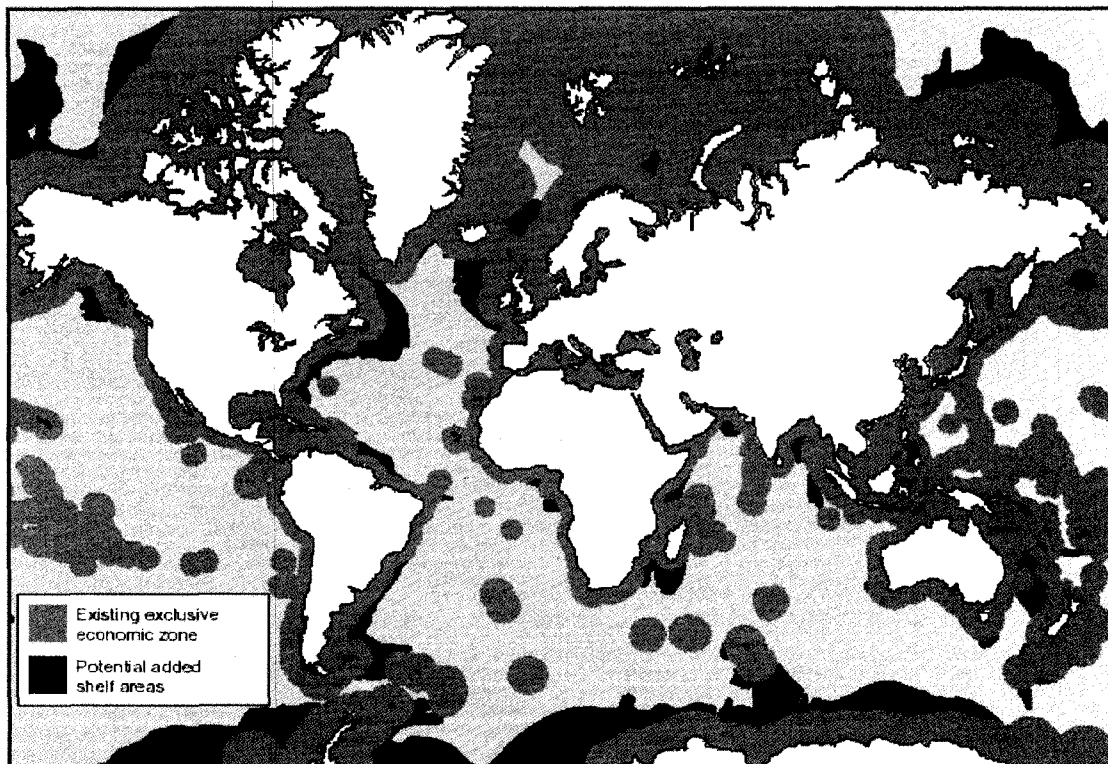 Existing exclusive
economic zone
Potential added
shelf areas